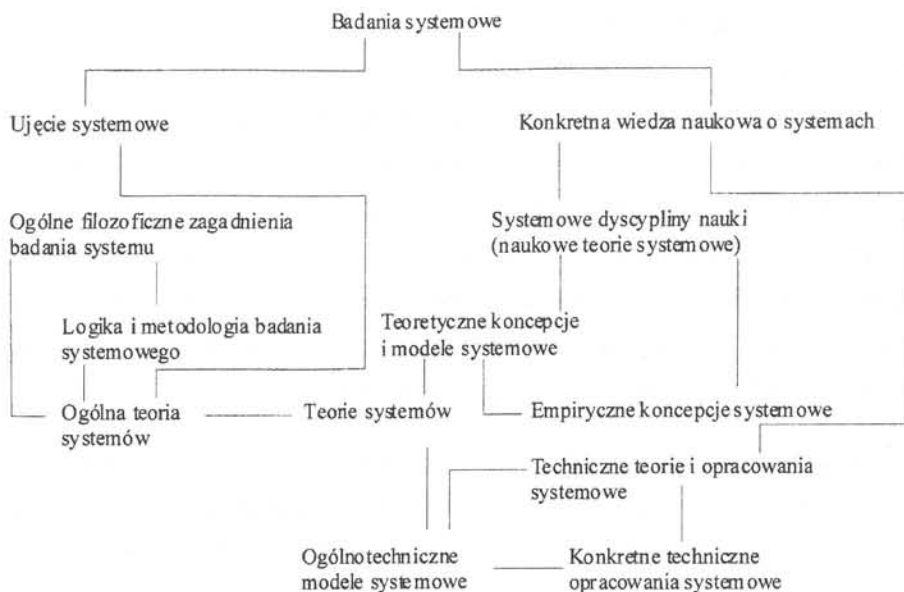 Badania systemowe
Ujęcie systemowe
Konkretna wiedza naukowa o systemach
Ogólne filozoficzne zagadnienia
badania systemu
Systemowe dyscypliny nauki
(naukowe teorie systemowe)
Logika i metodologia badania
systemowego
Teoretyczne koncepcje
i modele systemowe
Ogólna teoria
systemów
Teorie systemów
Empiryczne koncepcje systemowe
Techniczne teorie i opracowania
systemowe
Ogólnotechniczne
modele systemowe
Konkretne techniczne
opracowania systemowe